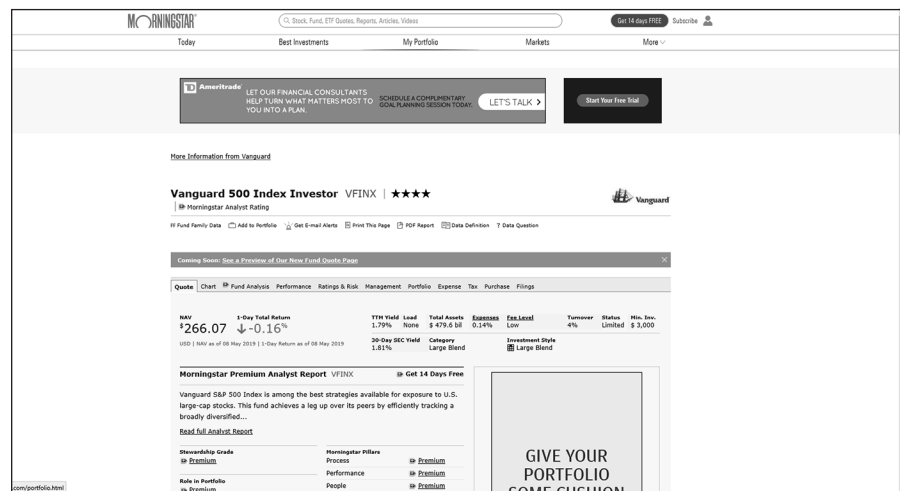 MORNINGSTAR®
Stock, Fund, ETF Quotes, Reports, Articles, Videos
Get 14 days FREE Subscribe
Today Best Investments My Portfolio Markets More
TD Ameritrade
LET OUR FINANCIAL CONSULTANTS
HELP TURN WHAT MATTERS MOST TO
YOU INTO A PLAN.
SCHEDULE A COMPLIMENTARY
GOAL PLANNING SESSION TODAY.
LET'S TALK >
Start Your Free Trial
More Information from Vanguard
Vanguard 500 Index Investor VFINX | ★★★★
Vanguard
Morningstar Analyst Rating
Fund Family Data Add to Portfolio Get E-mail Alerts Print This Page PDF Report Data Definition ? Data Question
Coming Soon: See a Preview of Our New Fund Quote Page ×
Quote Chart Fund Analysis Performance Ratings & Risk Management Portfolio Expense Tax Purchase Filings
NAV 1-Day Total Return
$266.07 ↓-0.16%
USD | NAV as of 08 May 2019 | 1-Day Return as of 08 May 2019
TTM Yield Load Total Assets Expenses Fee Level Turnover Status Min. Inv.
1.79% None $ 479.6 bil 0.14% Low 4% Limited $ 3,000
30-Day SEC Yield Category Investment Style
1.81% Large Blend Large Blend
Morningstar Premium Analyst Report VFINX Get 14 Days Free
Vanguard S&P 500 Index is among the best strategies available for exposure to U.S.
large-cap stocks. This fund achieves a leg up over its peers by efficiently tracking a
broadly diversified...
Read full Analyst Report
Stewardship Grade
Premium
Role in Portfolio
Premium
Morningstar Pillars
Process Premium
Performance Premium
People Premium
GIVE YOUR
PORTFOLIO
SOME CUSHION
.com/portfolio.html